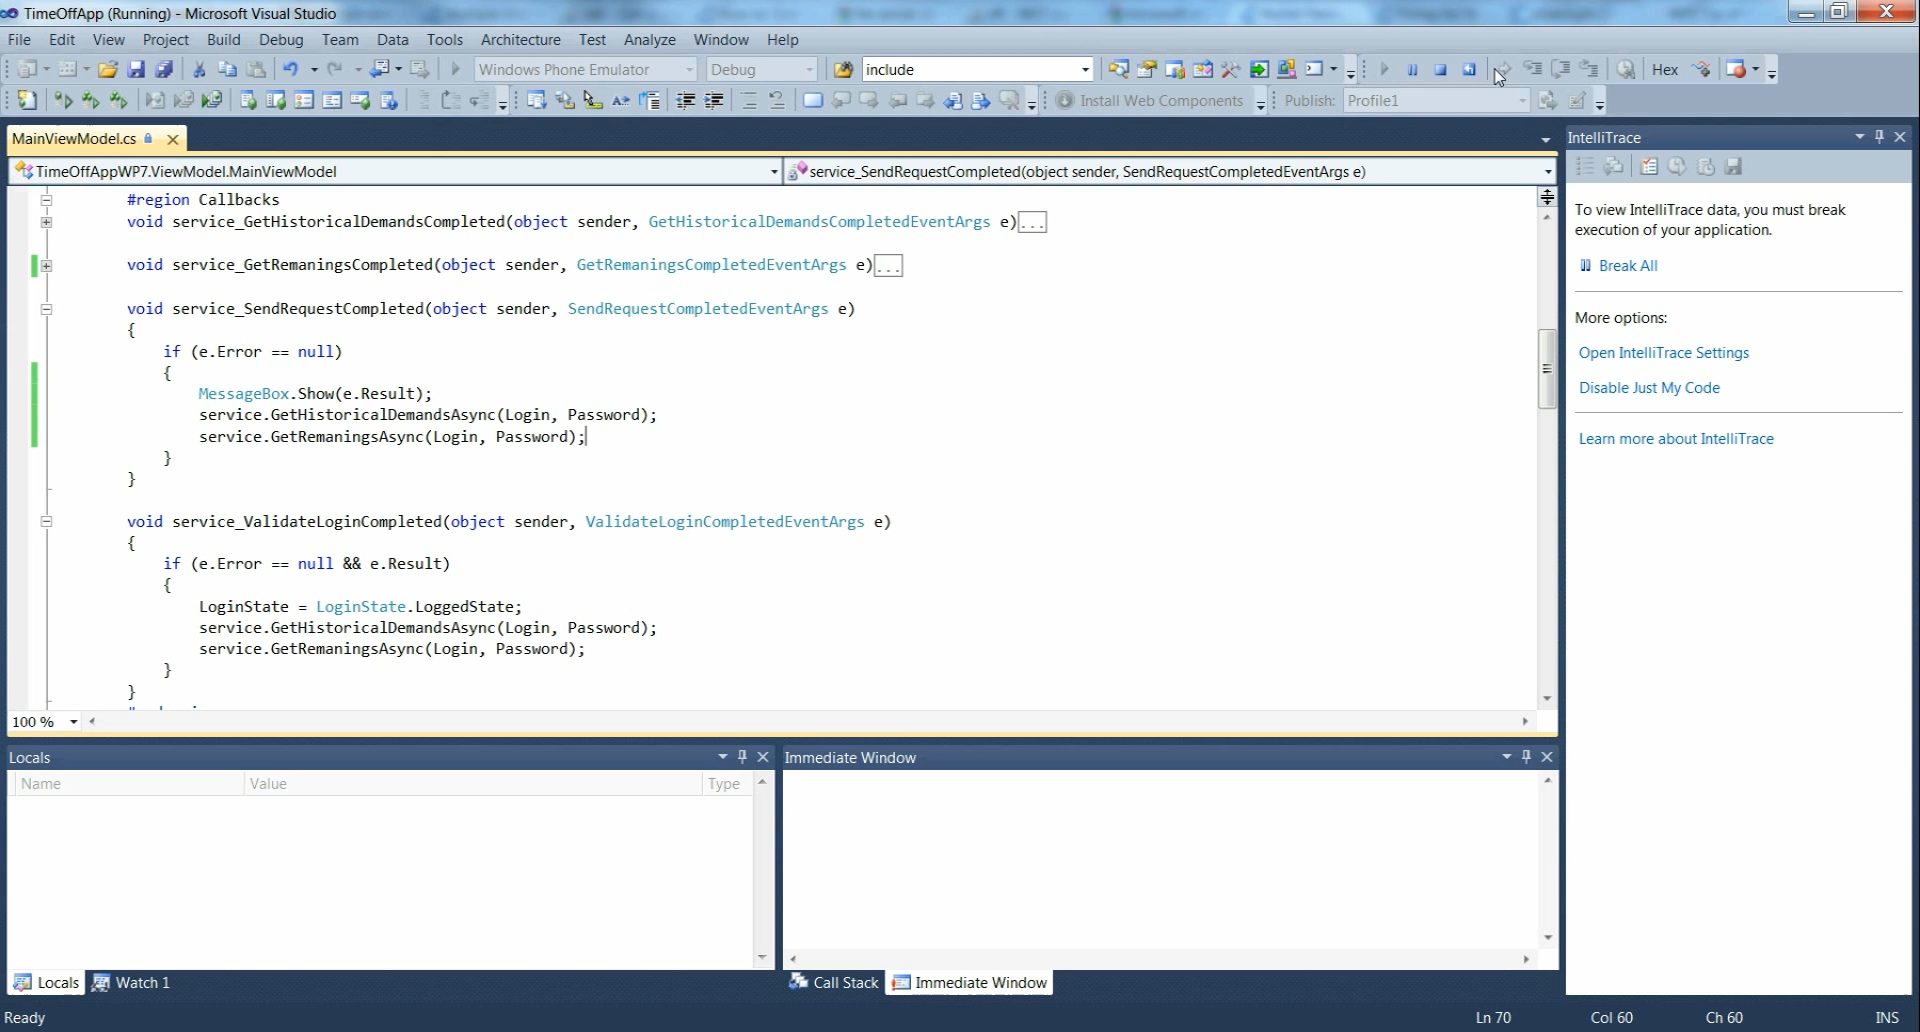 TimeOffApp (Running) - Microsoft Visual Studio
File Edit View Project Build Debug Team Data Tools Architecture Test Analyze Window Help
Windows Phone Emulator Debug include Hex
Install Web Components Publish: Profile1
MainViewModel.cs
TimeOffAppWP7.ViewModel.MainViewModel service_SendRequestCompleted(object sender, SendRequestCompletedEventArgs e)
#region Callbacks
void service_GetHistoricalDemandsCompleted(object sender, GetHistoricalDemandsCompletedEventArgs e)...
void service_GetRemaningsCompleted(object sender, GetRemaningsCompletedEventArgs e)...
void service_SendRequestCompleted(object sender, SendRequestCompletedEventArgs e)
{
if (e.Error == null)
{
MessageBox.Show(e.Result);
service.GetHistoricalDemandsAsync(Login, Password);
service.GetRemaningsAsync(Login, Password);
}
}
void service_ValidateLoginCompleted(object sender, ValidateLoginCompletedEventArgs e)
{
if (e.Error == null && e.Result)
{
LoginState = LoginState.LoggedState;
service.GetHistoricalDemandsAsync(Login, Password);
service.GetRemaningsAsync(Login, Password);
}
}
100 %
IntelliTrace
To view IntelliTrace data, you must break
execution of your application.
Break All
More options:
Open IntelliTrace Settings
Disable Just My Code
Learn more about IntelliTrace
Locals
Name Value Type
Immediate Window
Locals Watch 1
Call Stack Immediate Window
Ready Ln 70 Col 60 Ch 60 INS